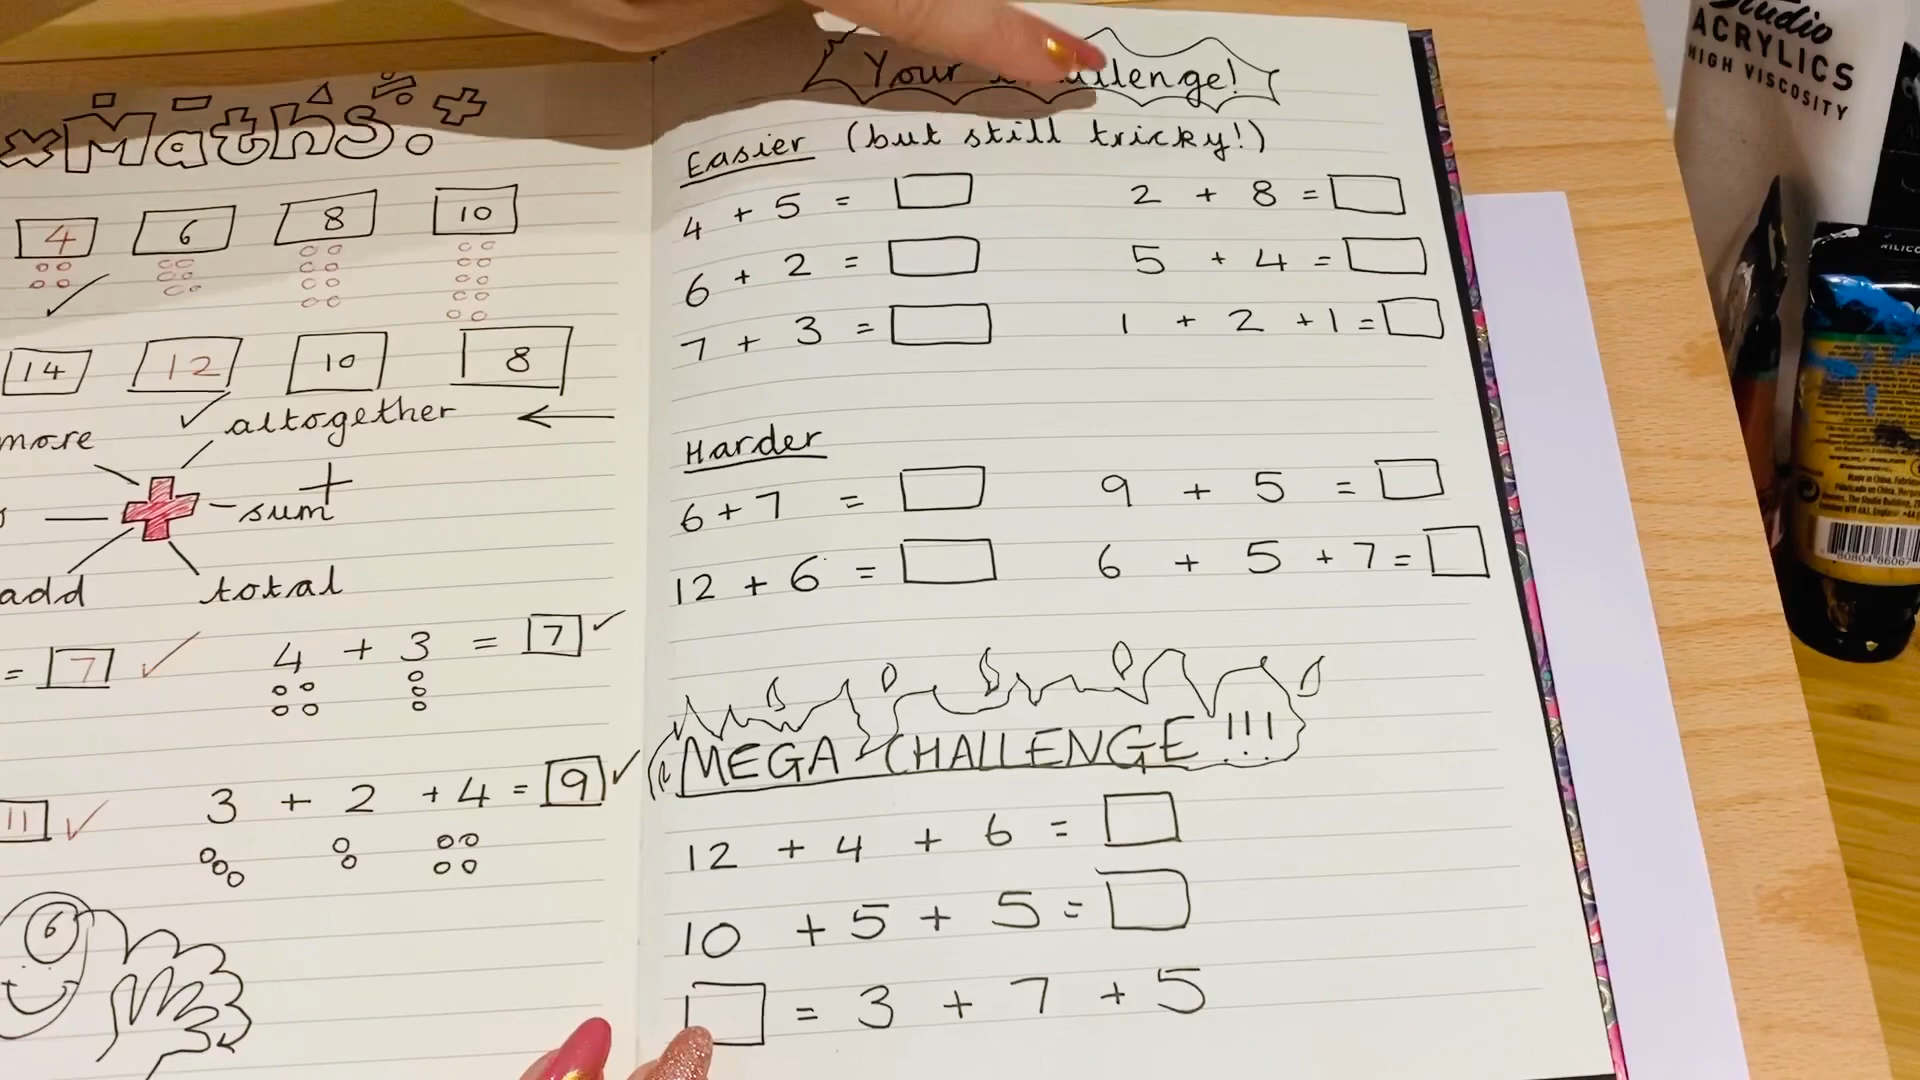 × Maths. ÷ +
4 6 8 10
14 12 10 8
more altogether
+
sum
add total
= 7 4 + 3 = 7
11 3 + 2 + 4 = 9
6
Your challenge!
Easier (but still tricky!)
4 + 5 = 2 + 8 =
6 + 2 = 5 + 4 =
7 + 3 = 1 + 2 + 1 =
Harder
6 + 7 = 9 + 5 =
12 + 6 = 6 + 5 + 7 =
MEGA CHALLENGE!!!
12 + 4 + 6 =
10 + 5 + 5 =
= 3 + 7 + 5
Studio
ACRYLICS
HIGH VISCOSITY